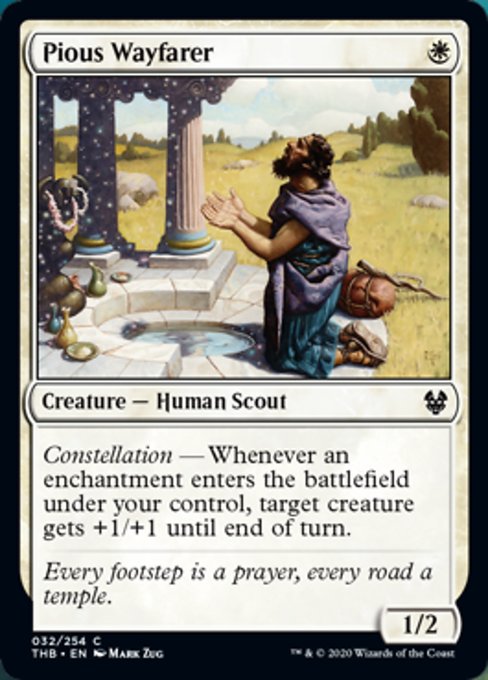 Pious Wayfarer
Creature — Human Scout
Constellation — Whenever an
enchantment enters the battlefield
under your control, target creature
gets +1/+1 until end of turn.
Every footstep is a prayer, every road a
temple.
1/2
032/254 C
THB • EN Mark Zug
™ & © 2020 Wizards of the Coast